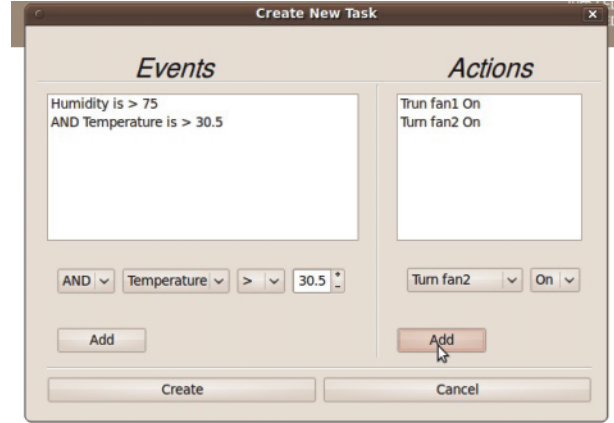 Create New Task
Events
Actions
Humidity is > 75
AND Temperature is > 30.5
Trun fan1 On
Turn fan2 On
AND Temperature > 30.5
Turn fan2 On
Add
Add
Create
Cancel